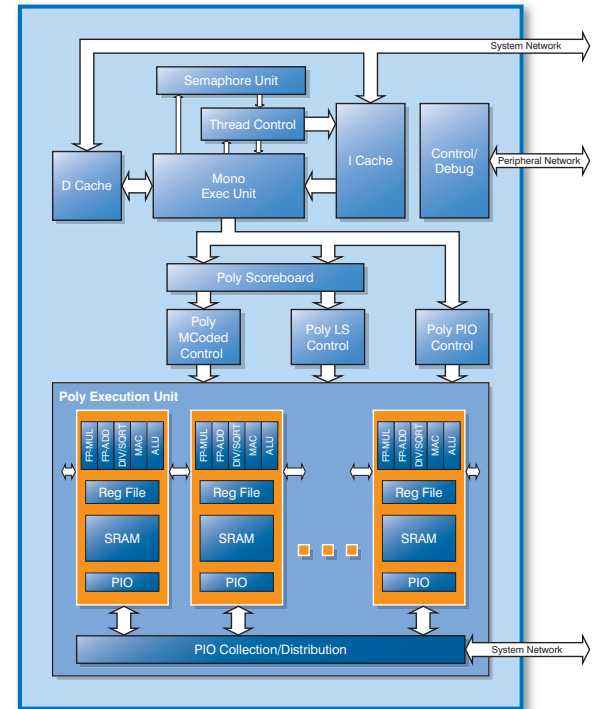 System Network
Semaphore Unit
Thread Control
D Cache
Mono
Exec Unit
I Cache
Control/
Debug
Peripheral Network
Poly Scoreboard
Poly
MCoded
Control
Poly LS
Control
Poly PIO
Control
Poly Execution Unit
FP-MUL
FP-ADD
DIV/SQRT
MAC
ALU
Reg File
SRAM
PIO
FP-MUL
FP-ADD
DIV/SQRT
MAC
ALU
Reg File
SRAM
PIO
FP-MUL
FP-ADD
DIV/SQRT
MAC
ALU
Reg File
SRAM
PIO
PIO Collection/Distribution
System Network